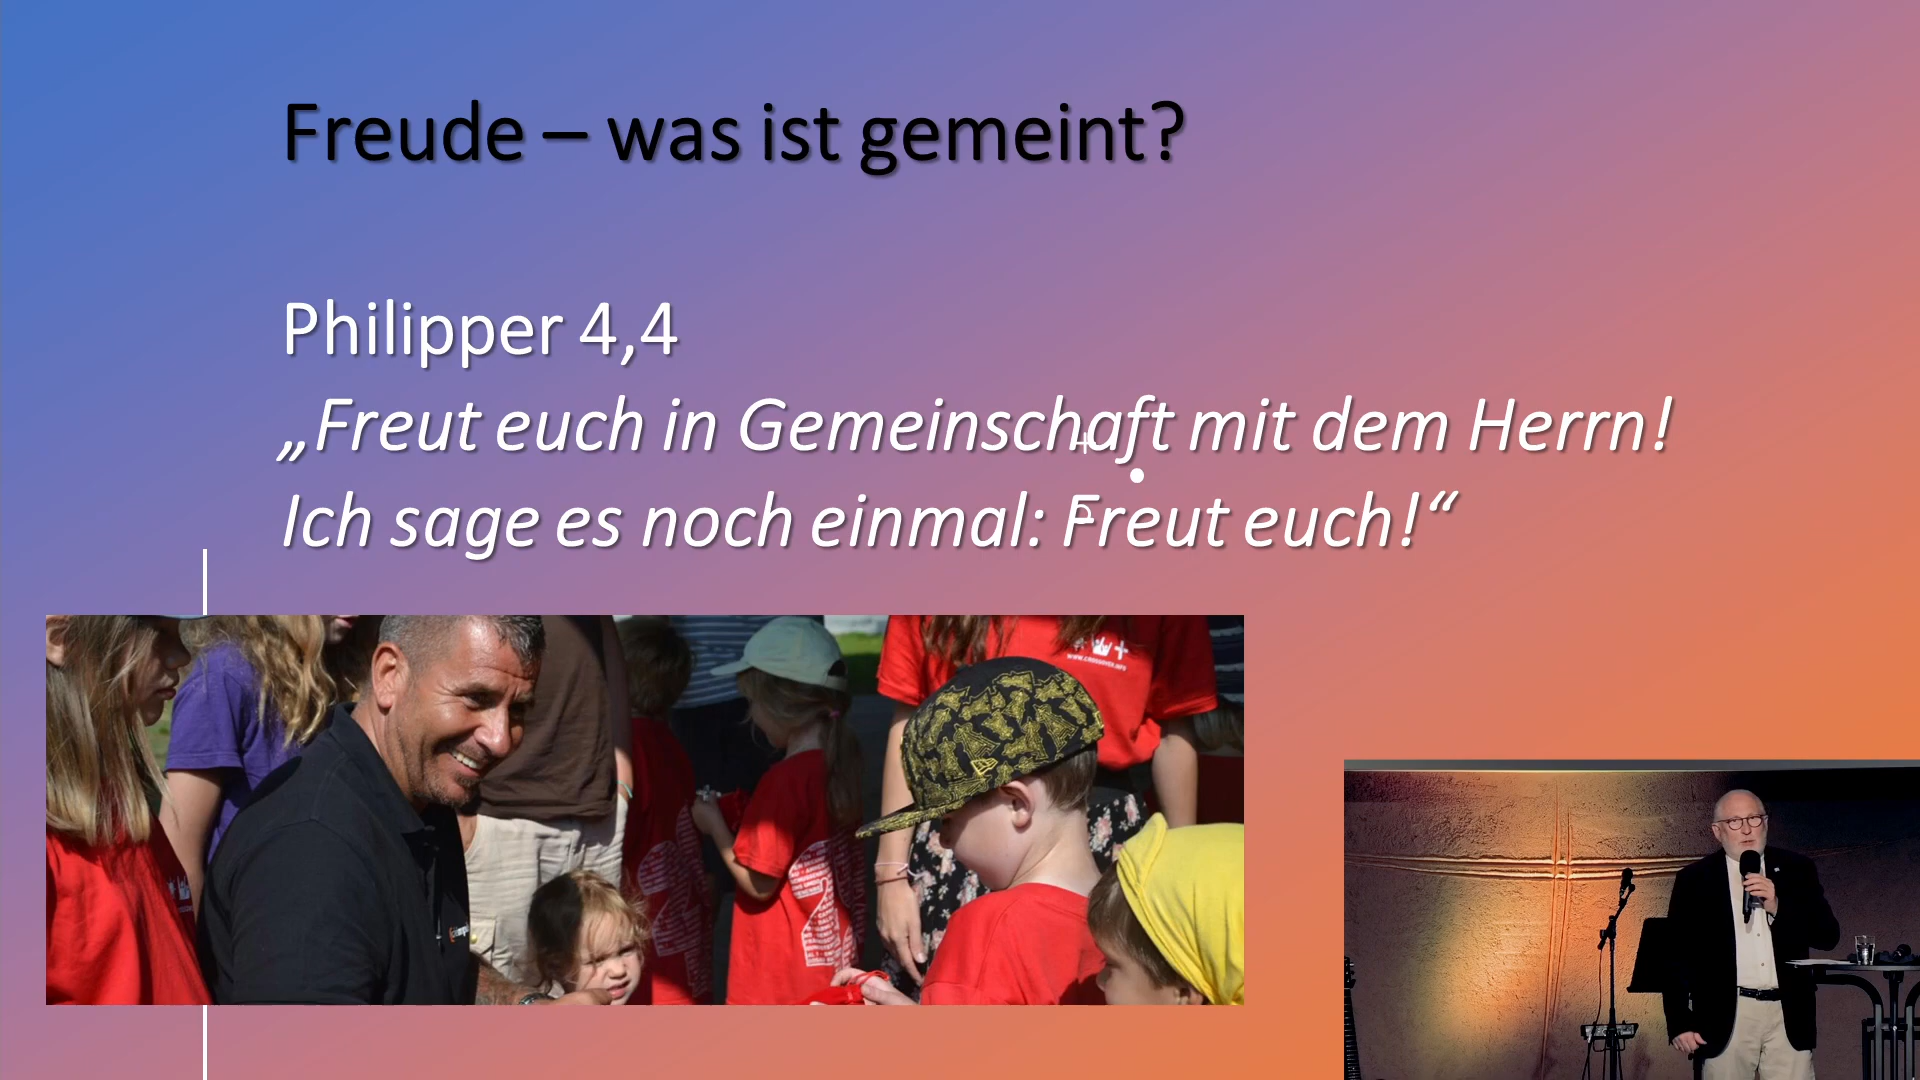 Freude – was ist gemeint?
Philipper 4,4
„Freut euch in Gemeinschaft mit dem Herrn!
Ich sage es noch einmal: Freut euch!“